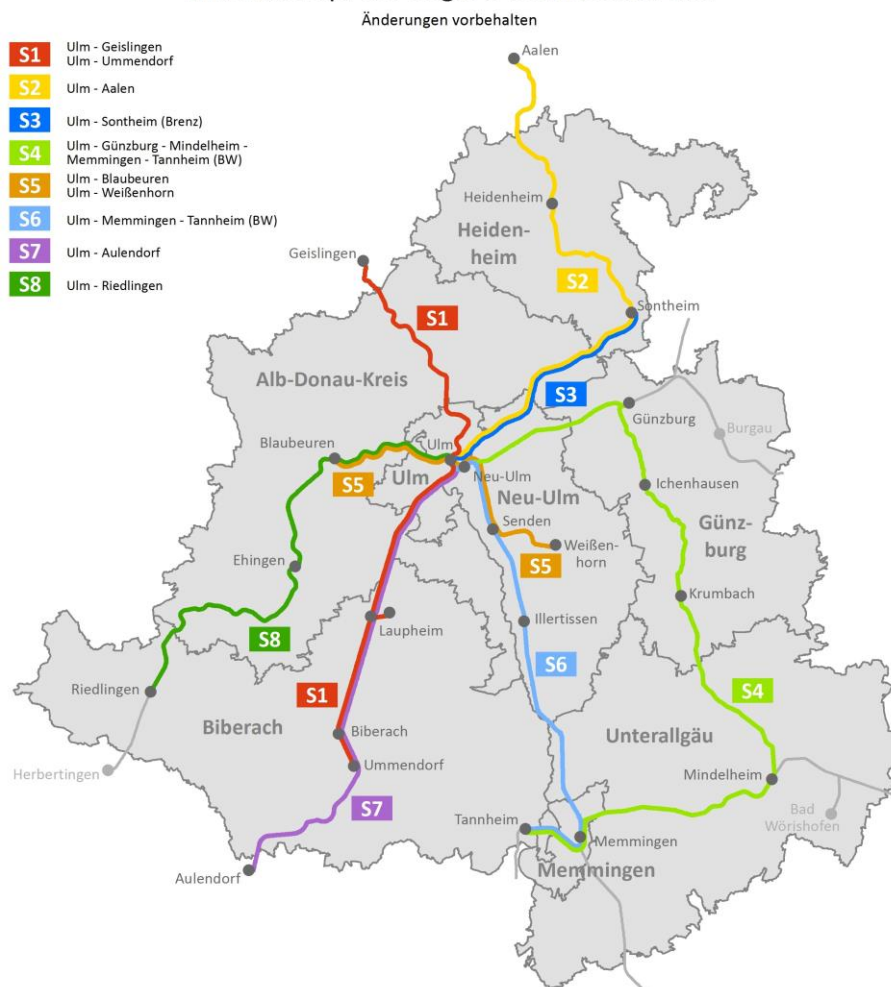 Änderungen vorbehalten
S1 Ulm - Geislingen
Ulm - Ummendorf
S2 Ulm - Aalen
S3 Ulm - Sontheim (Brenz)
S4 Ulm - Günzburg - Mindelheim -
Memmingen - Tannheim (BW)
S5 Ulm - Blaubeuren
Ulm - Weißenhorn
S6 Ulm - Memmingen - Tannheim (BW)
S7 Ulm - Aulendorf
S8 Ulm - Riedlingen
Aalen
Heidenheim
Heiden-
heim
Geislingen
S2
Sontheim
S1
Alb-Donau-Kreis
S3
Günzburg
Burgau
Blaubeuren
Ulm
Neu-Ulm
S5
Ulm
Neu-Ulm
Ichenhausen
Senden
Günz-
burg
Weißen-
horn
S5
Ehingen
Krumbach
Laupheim
Illertissen
S8
S6
Riedlingen
S1
S4
Biberach
Biberach
Unterallgäu
Herbertingen
Ummendorf
Mindelheim
S7
Bad
Wörishofen
Tannheim
Memmingen
Memmingen
Aulendorf